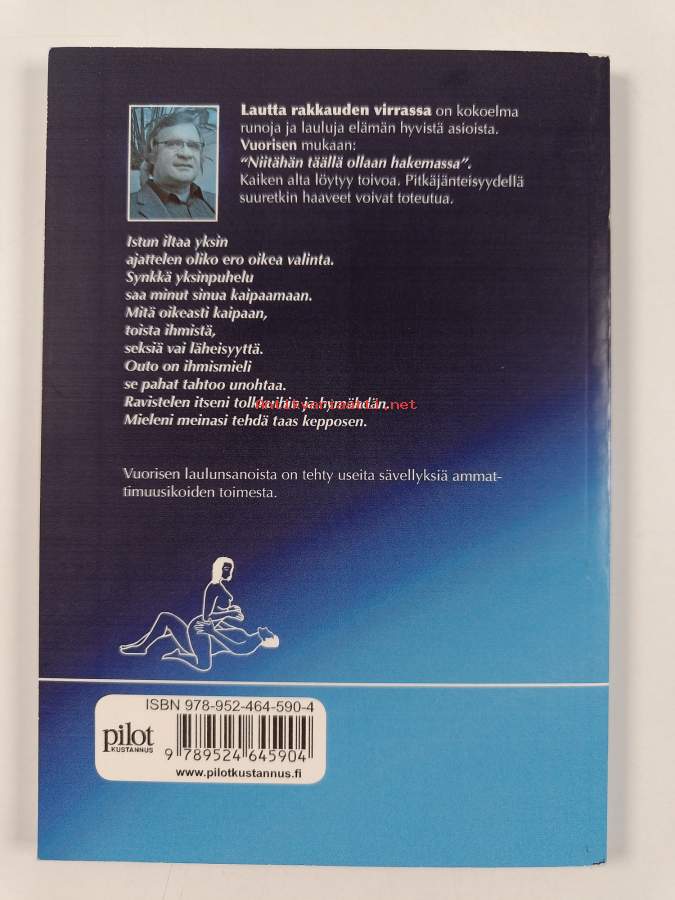 Lautta rakkauden virrassa on kokoelma
runoja ja lauluja elämän hyvistä asioista.
Vuorisen mukaan:
“Niitähän täällä ollaan hakemassa”.
Kaiken alta löytyy toivoa. Pitkäjänteisyydellä
suuretkin haaveet voivat toteutua.
Istun iltaa yksin
ajattelen oliko ero oikea valinta.
Synkkä yksinpuhelu
saa minut sinua kaipaamaan.
Mitä oikeasti kaipaan,
toista ihmistä,
seksiä vai läheisyyttä.
Outo on ihmismieli
se pahat tahtoo unohtaa.
Ravistelen itseni tolkkuihin ja hymähdän.
Mieleni meinasi tehdä taas kepposen.
Vuorisen laulunsanoista on tehty useita sävellyksiä ammat-
timuusikoiden toimesta.
ISBN 978-952-464-590-4
pilot
KUSTANNUS
9 789524 645904
www.pilotkustannus.fi